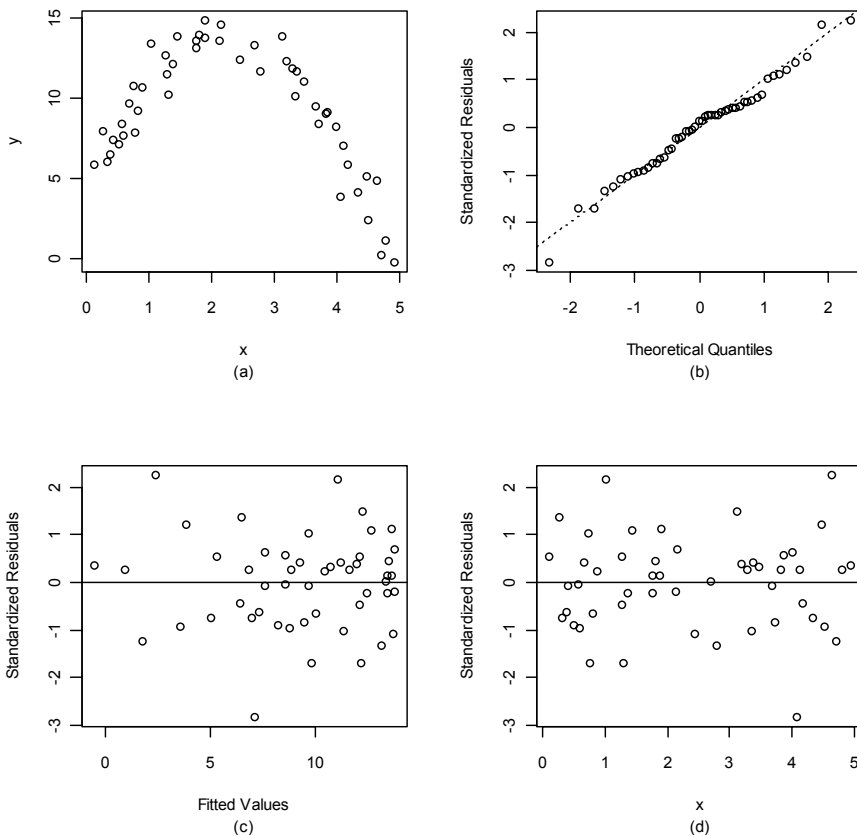 y
0 5 10 15
0 1 2 3 4 5
x
(a)
Standardized Residuals
-3 -2 -1 0 1 2
-2 -1 0 1 2
Theoretical Quantiles
(b)
Standardized Residuals
-3 -2 -1 0 1 2
0 5 10
Fitted Values
(c)
Standardized Residuals
-3 -2 -1 0 1 2
0 1 2 3 4 5
x
(d)